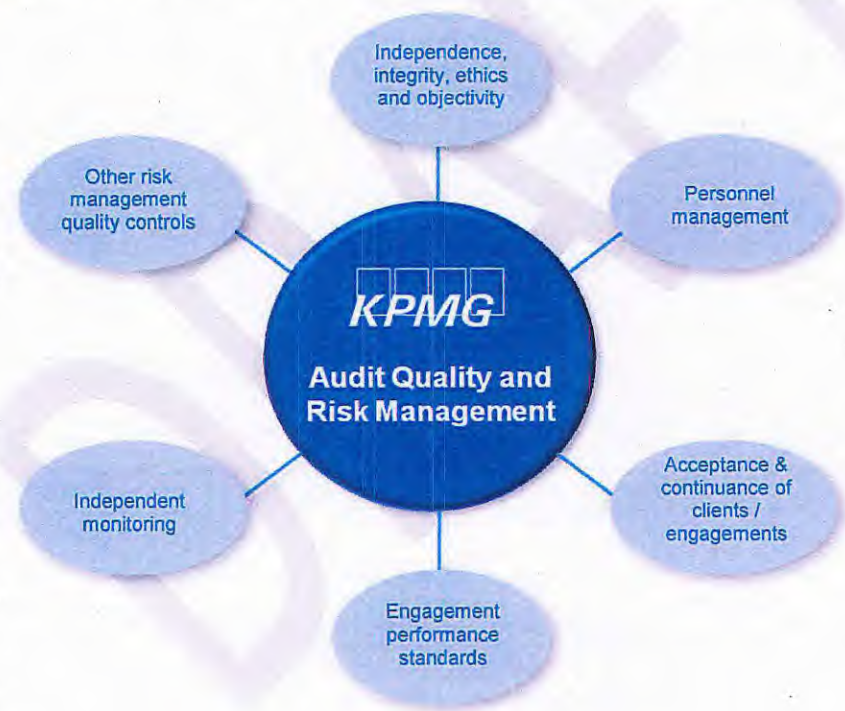 Independence,
integrity, ethics
and objectivity
Other risk
management
quality controls
Personnel
management
KPMG
Audit Quality and
Risk Management
Independent
monitoring
Acceptance &
continuance of
clients /
engagements
Engagement
performance
standards